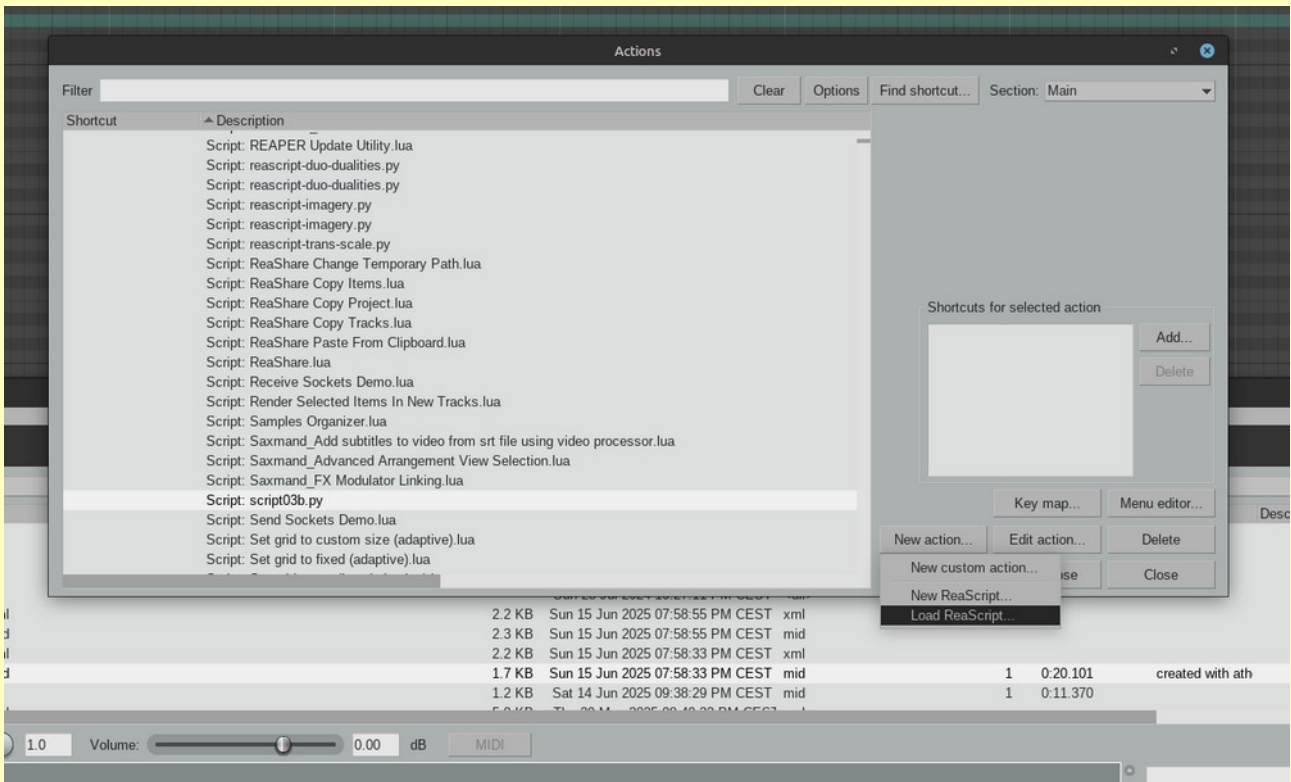 Actions
Filter Clear Options Find shortcut... Section: Main
Shortcut Description
Script: REAPER Update Utility.lua
Script: reascript-duo-dualities.py
Script: reascript-duo-dualities.py
Script: reascript-imagery.py
Script: reascript-imagery.py
Script: reascript-trans-scale.py
Script: ReaShare Change Temporary Path.lua
Script: ReaShare Copy Items.lua
Script: ReaShare Copy Project.lua
Script: ReaShare Copy Tracks.lua
Script: ReaShare Paste From Clipboard.lua
Script: ReaShare.lua
Script: Receive Sockets Demo.lua
Script: Render Selected Items In New Tracks.lua
Script: Samples Organizer.lua
Script: Saxmand_Add subtitles to video from srt file using video processor.lua
Script: Saxmand_Advanced Arrangement View Selection.lua
Script: Saxmand_FX Modulator Linking.lua
Script: script03b.py
Script: Send Sockets Demo.lua
Script: Set grid to custom size (adaptive).lua
Script: Set grid to fixed (adaptive).lua
Shortcuts for selected action
Add...
Delete
Key map... Menu editor...
Desc
New action... Edit action... Delete
New custom action...
ose Close
New ReaScript...
Load ReaScript...
2.2 KB Sun 15 Jun 2025 07:58:55 PM CEST xml
2.3 KB Sun 15 Jun 2025 07:58:55 PM CEST mid
2.2 KB Sun 15 Jun 2025 07:58:33 PM CEST xml
1.7 KB Sun 15 Jun 2025 07:58:33 PM CEST mid 1 0:20.101 created with ath
1.2 KB Sat 14 Jun 2025 09:38:29 PM CEST mid 1 0:11.370
1.0 Volume: 0.00 dB MIDI